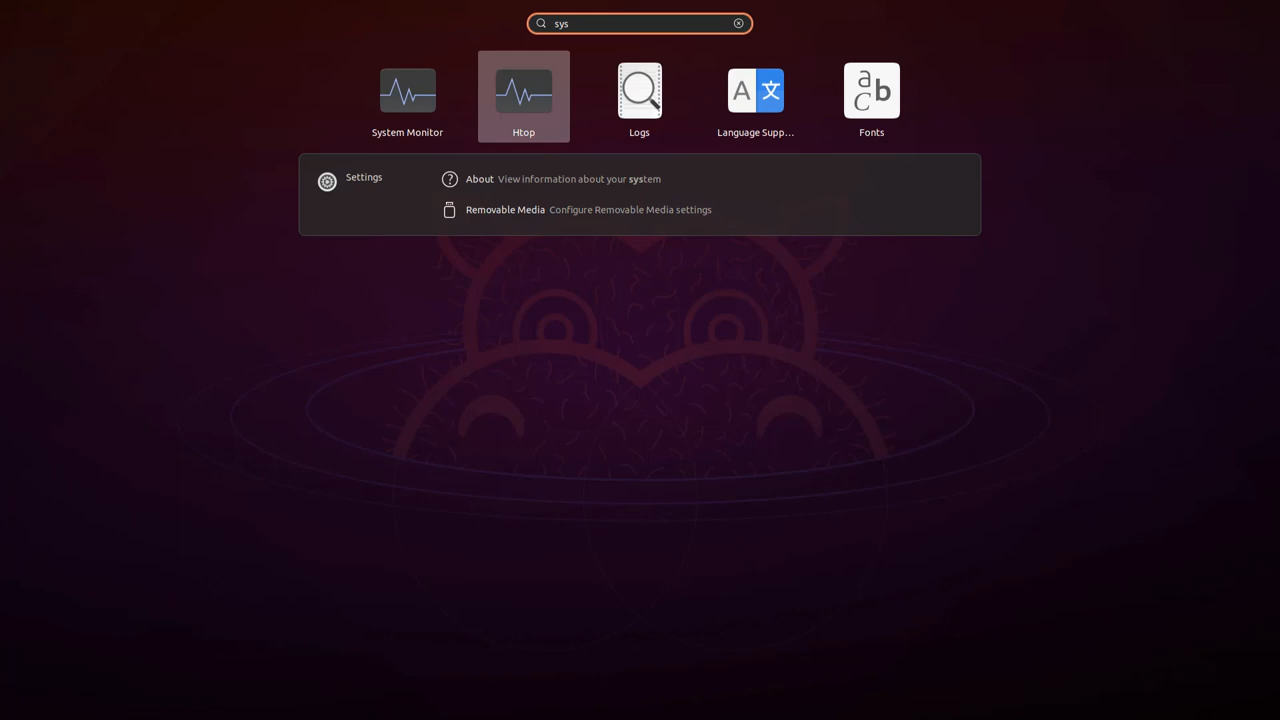 sys
System Monitor
Htop
Logs
A 文
Language Supp...
a b C
Fonts
Settings
About View information about your system
Removable Media Configure Removable Media settings